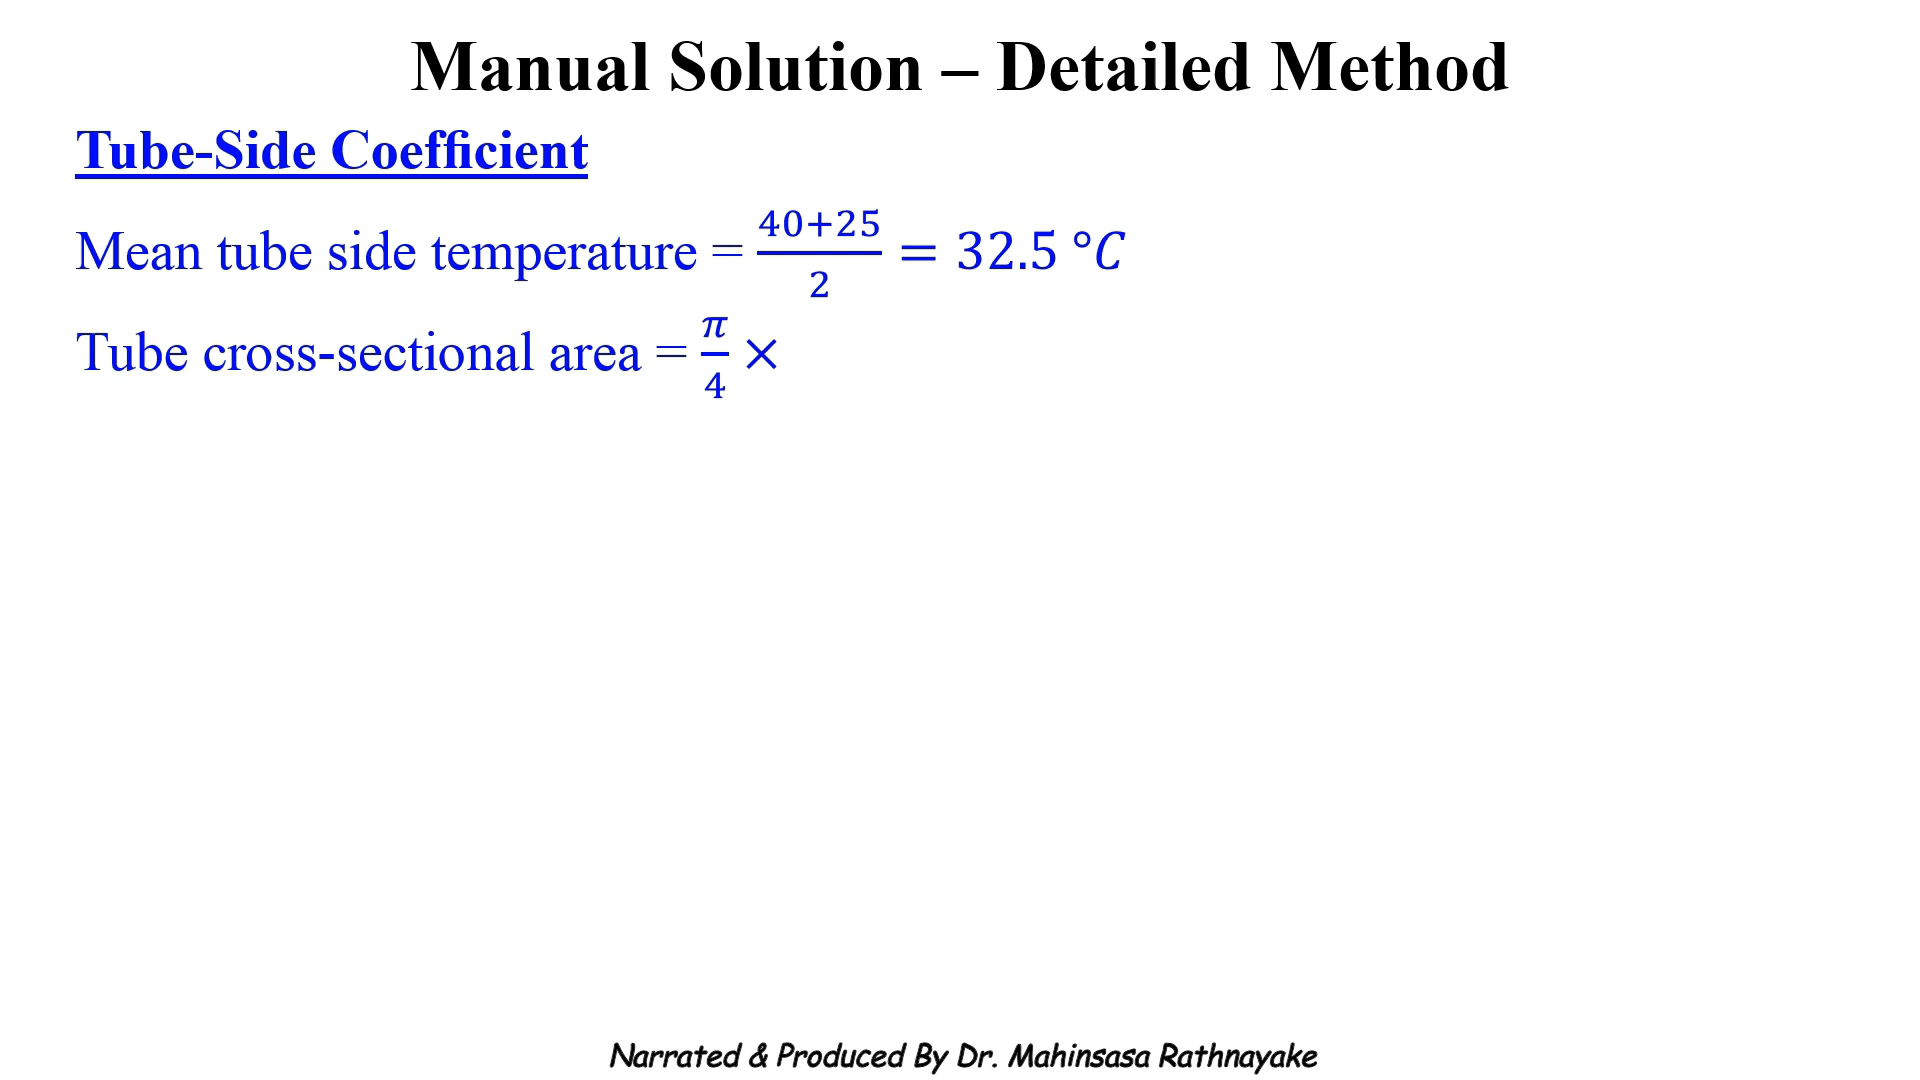 Manual Solution – Detailed Method
Tube-Side Coefficient
Mean tube side temperature = 40+25/2 = 32.5 °C
Tube cross-sectional area = π/4 ×
Narrated & Produced By Dr. Mahinsasa Rathnayake